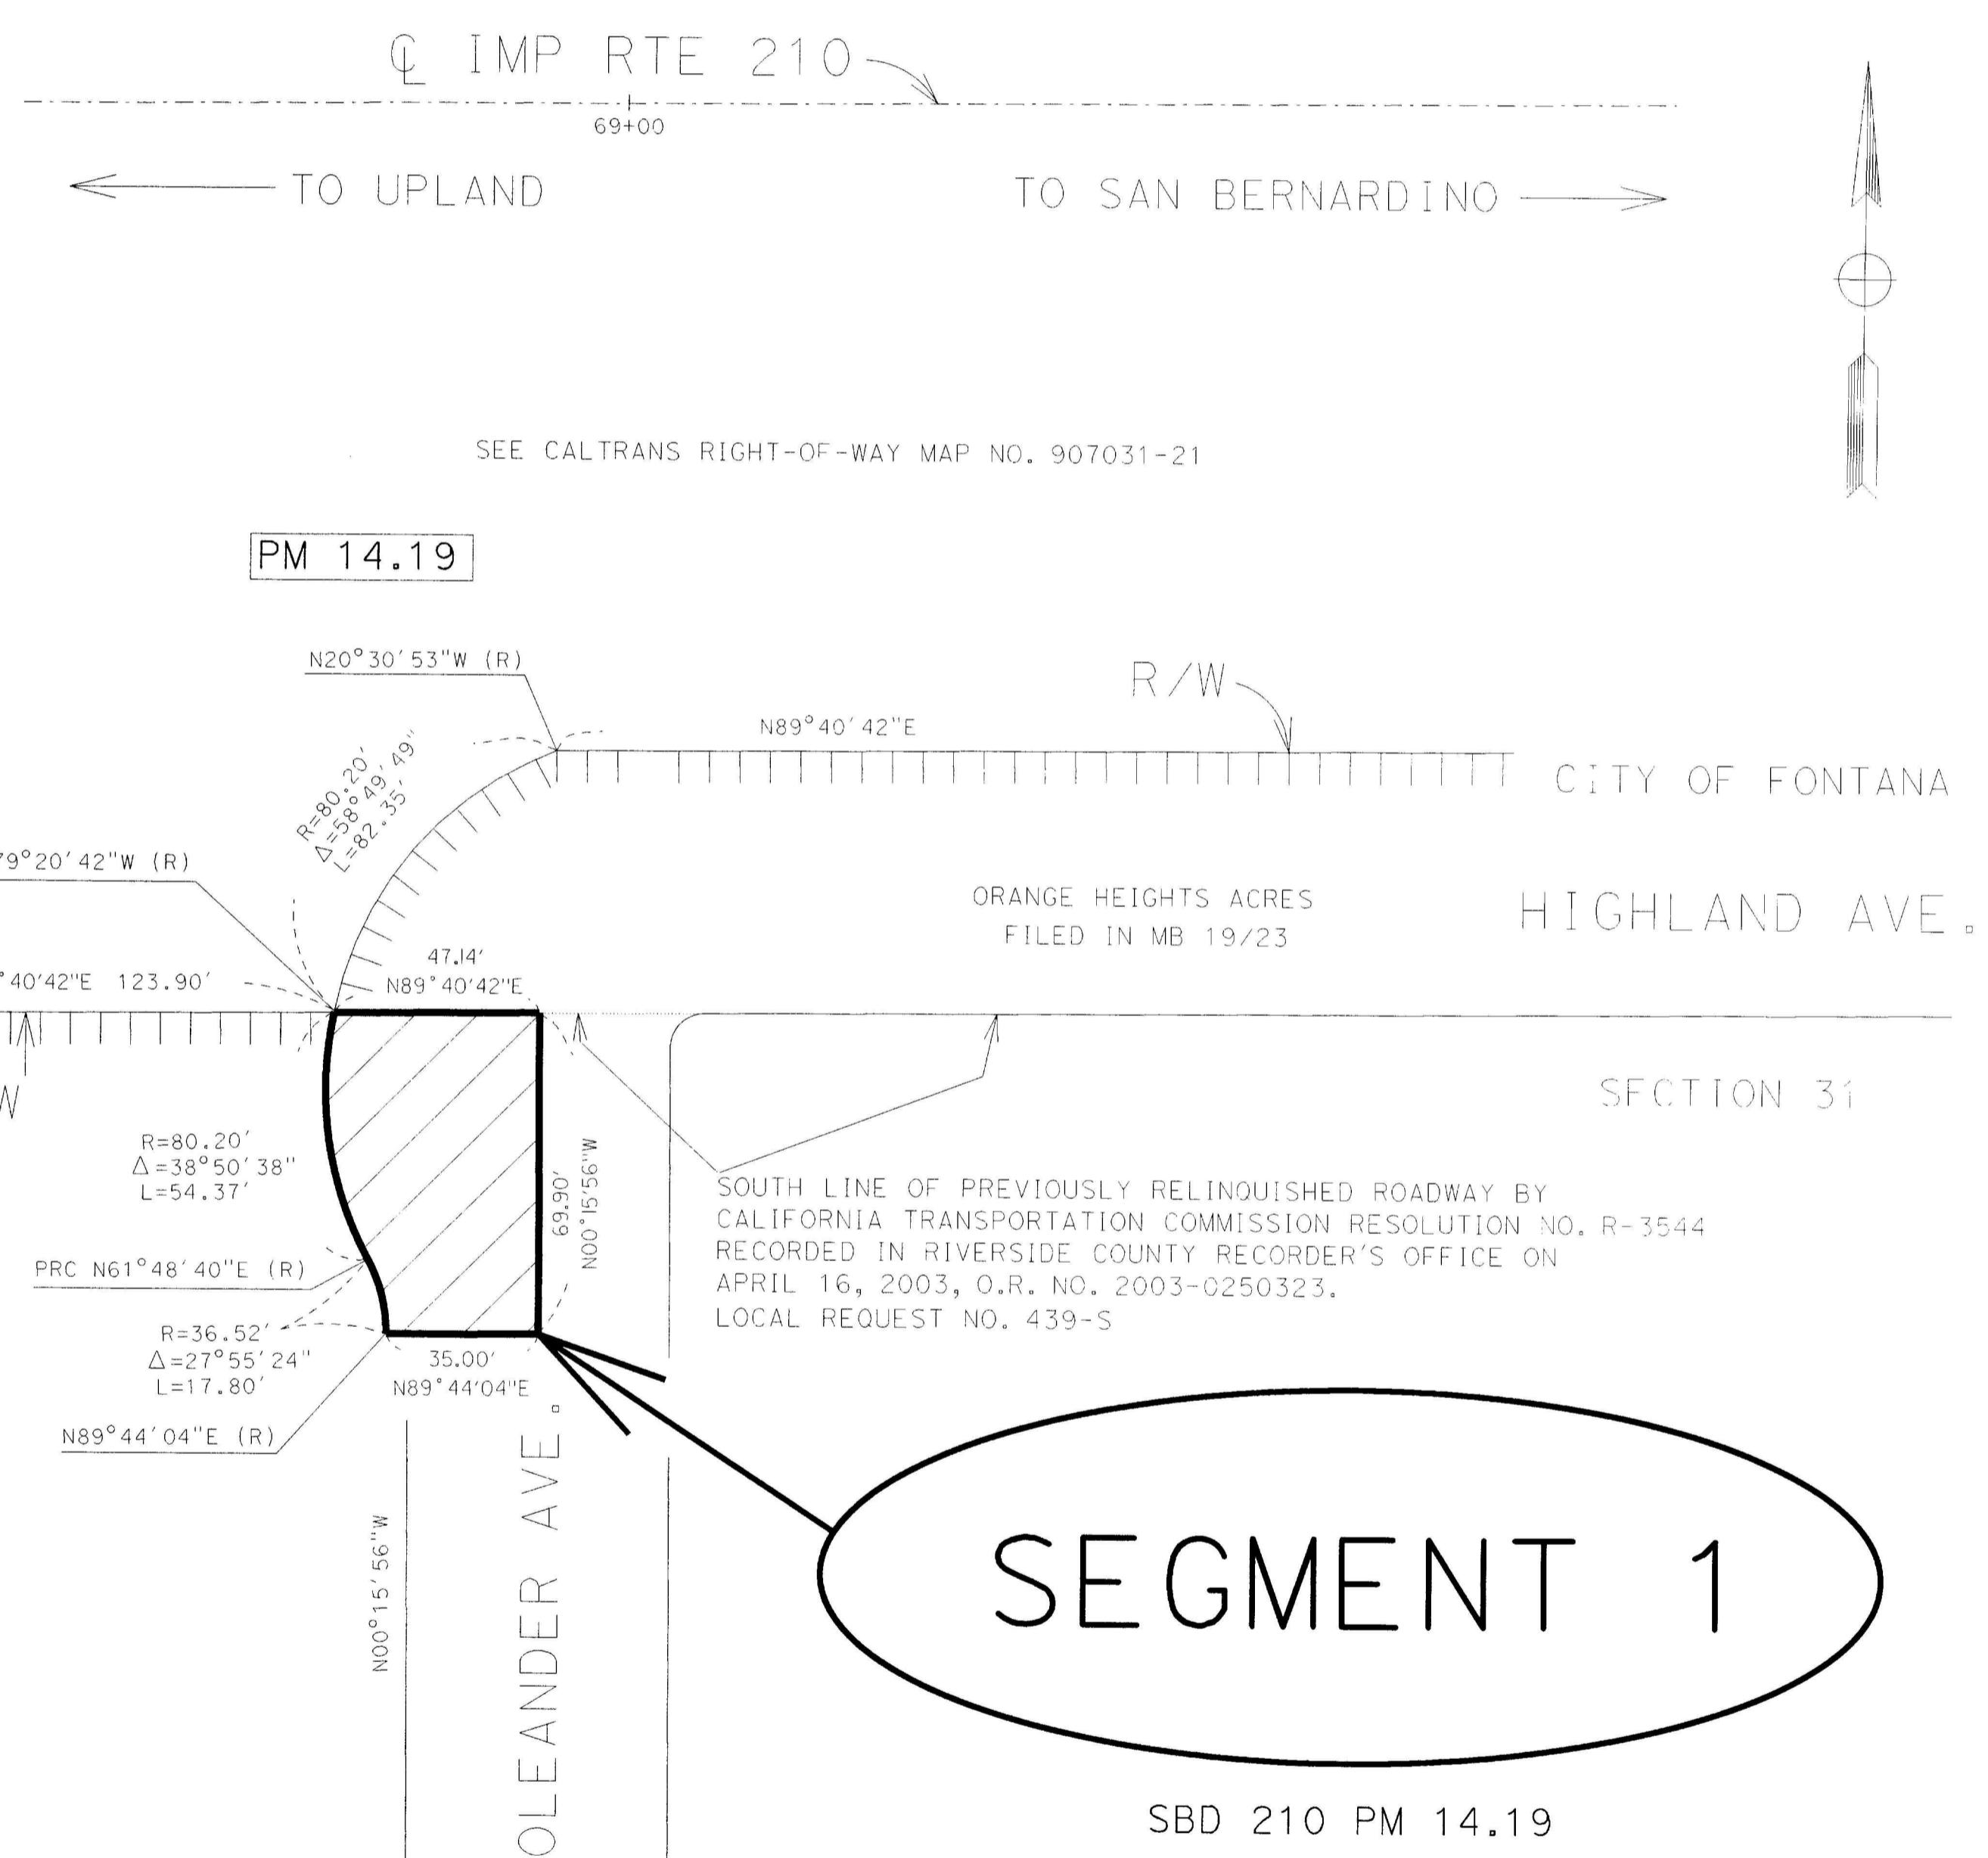 ℄ IMP RTE 210
69+00
TO UPLAND
TO SAN BERNARDINO
SEE CALTRANS RIGHT-OF-WAY MAP NO. 907031-21
PM 14.19
N20°30'53"W (R)
R/W
N89°40'42"E
R=80.20'
Δ=58°49'49"
L=82.35'
CITY OF FONTANA
79°20'42"W (R)
ORANGE HEIGHTS ACRES
FILED IN MB 19/23
HIGHLAND AVE.
°40'42"E 123.90'
47.14'
N89°40'42"E
W
SECTION 31
R=80.20'
Δ=38°50'38"
L=54.37'
69.90'
N00°15'56"W
SOUTH LINE OF PREVIOUSLY RELINQUISHED ROADWAY BY
CALIFORNIA TRANSPORTATION COMMISSION RESOLUTION NO. R-3544
RECORDED IN RIVERSIDE COUNTY RECORDER'S OFFICE ON
APRIL 16, 2003, O.R. NO. 2003-0250323.
LOCAL REQUEST NO. 439-S
PRC N61°48'40"E (R)
R=36.52'
Δ=27°55'24"
L=17.80'
35.00'
N89°44'04"E
N89°44'04"E (R)
N00°15'56"W
OLEANDER AVE.
SEGMENT 1
SBD 210 PM 14.19